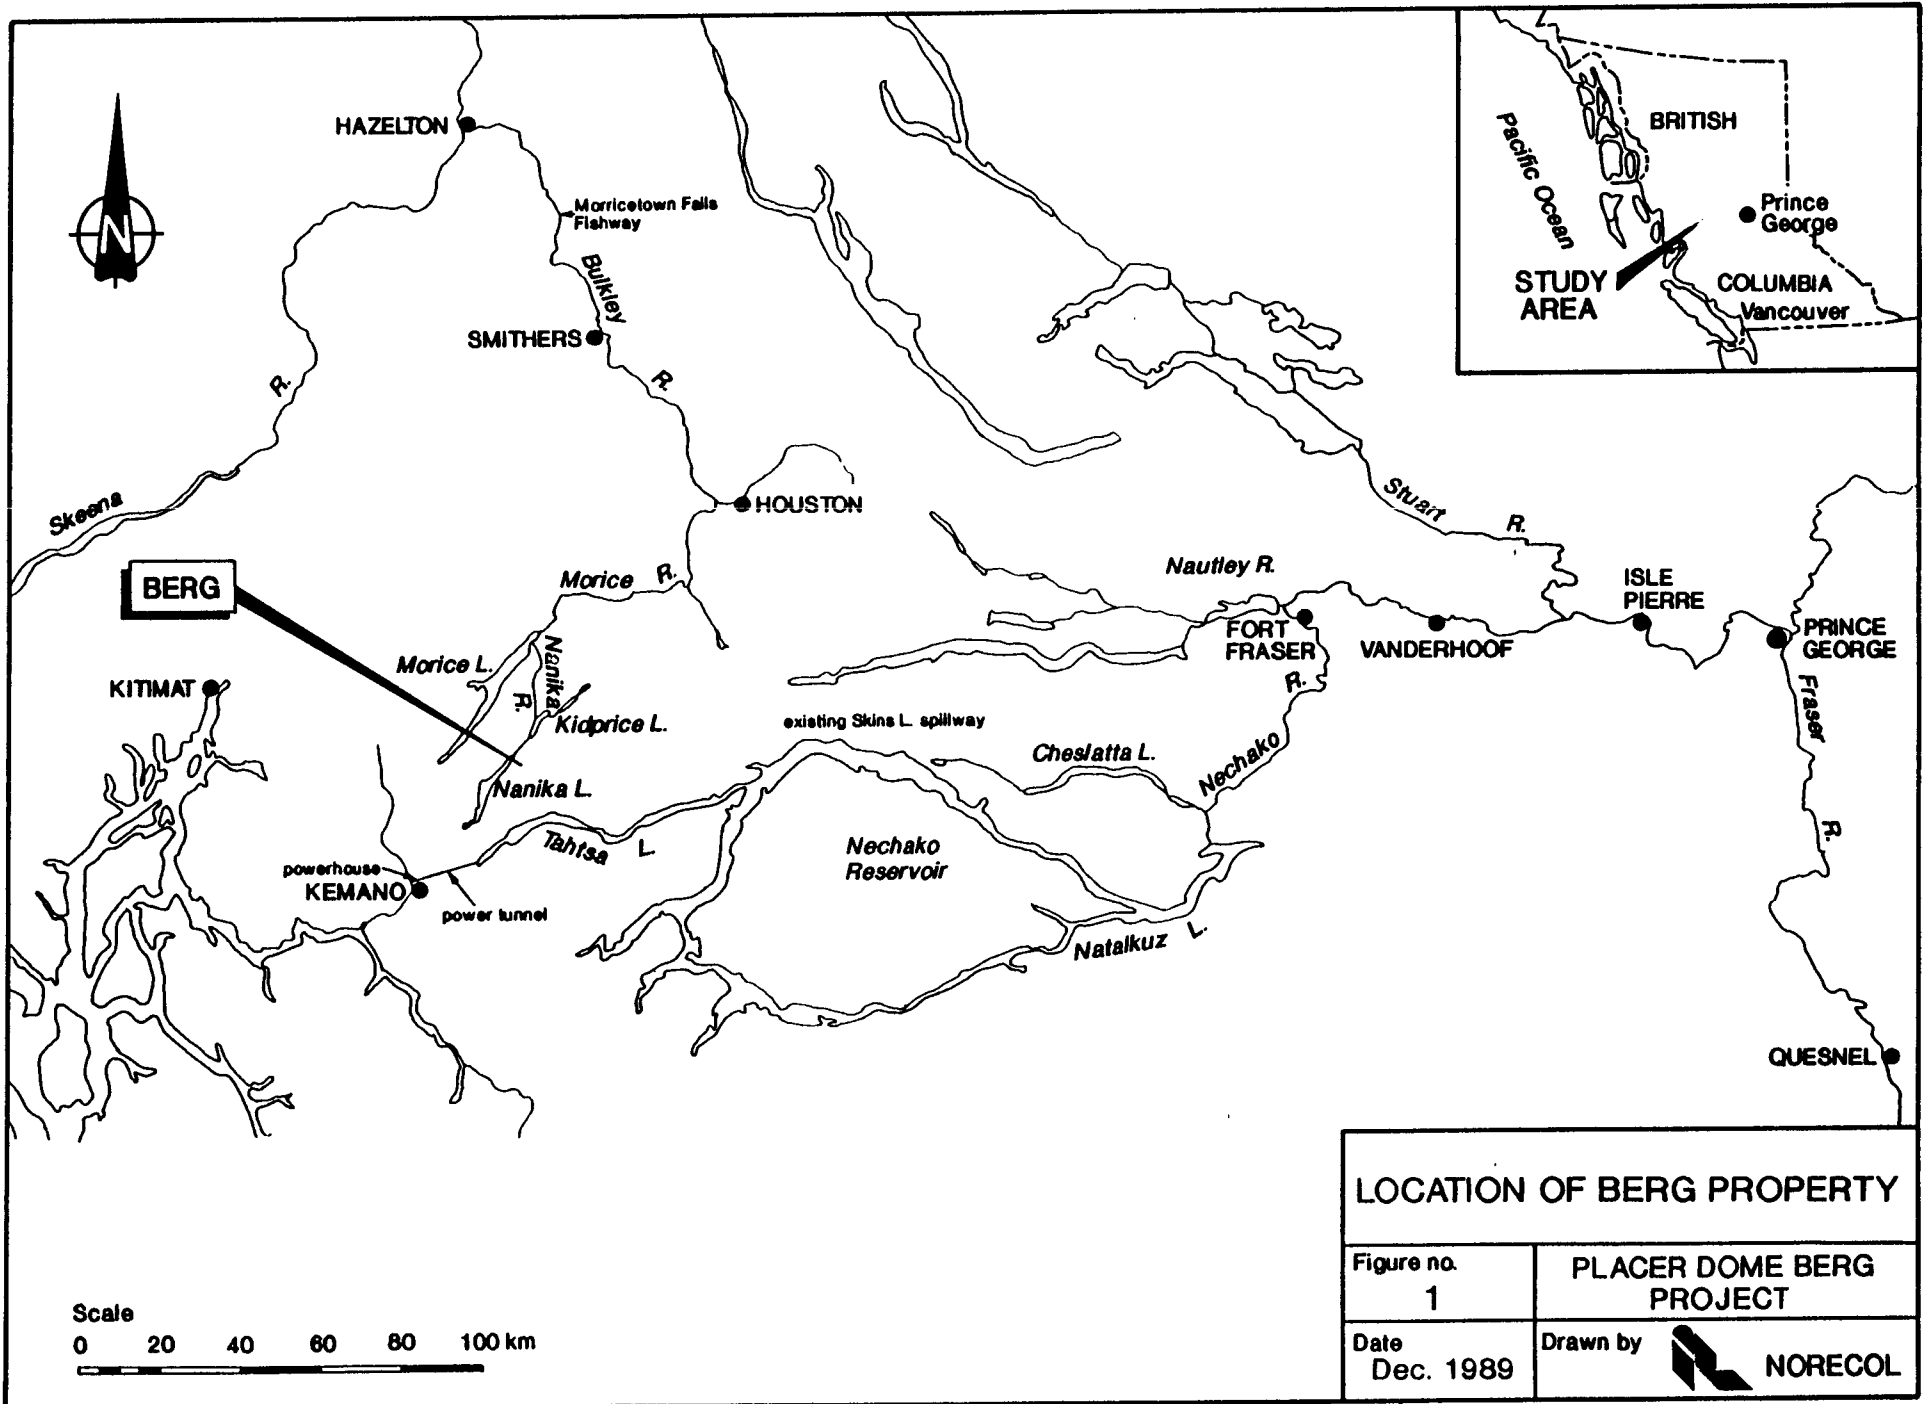 HAZELTON
N
Morricetown Falls
Fishway
Bulkley
R.
SMITHERS
R.
Skeena
HOUSTON
BERG
Morice R.
Morice L.
Nanika
R.
Kidprice L.
Nanika L.
KITIMAT
powerhouse
KEMANO
power tunnel
Tahtsa L.
existing Skins L. spillway
Cheslatta L.
Nechako
R.
Nechako
Reservoir
Natalkuz L.
Nautley R.
FORT
FRASER
VANDERHOOF
Stuart R.
ISLE
PIERRE
PRINCE
GEORGE
Fraser
R.
QUESNEL
Pacific Ocean
BRITISH
Prince
George
STUDY
AREA
COLUMBIA
Vancouver
Scale
0 20 40 60 80 100 km
LOCATION OF BERG PROPERTY
Figure no.
1
PLACER DOME BERG
PROJECT
Date
Dec. 1989
Drawn by
NORECOL